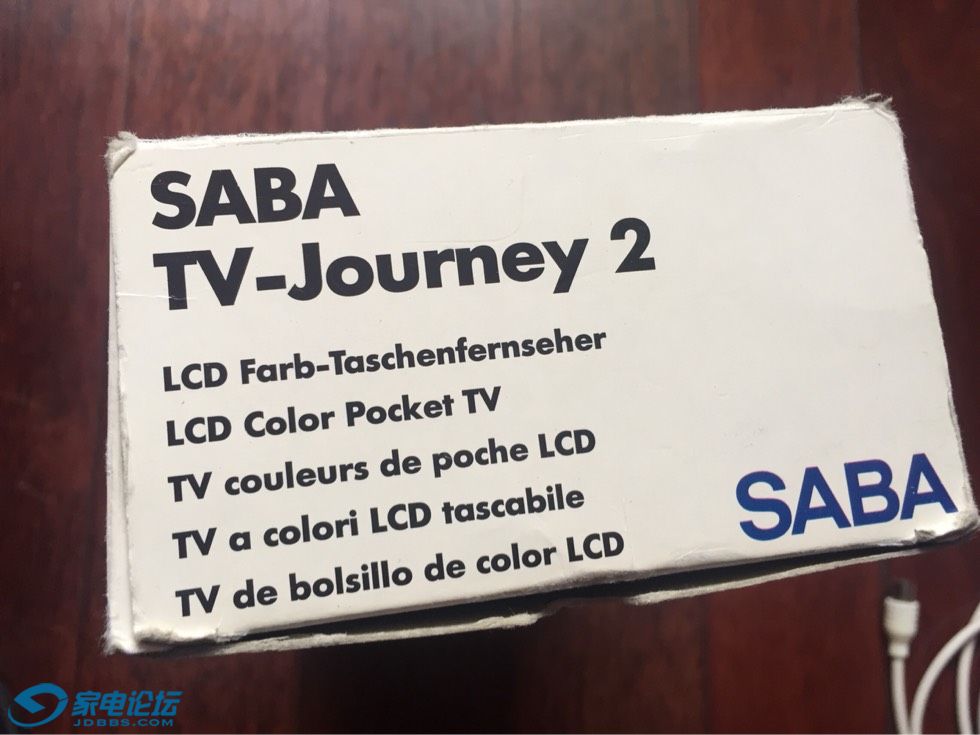 SABA
TV-Journey 2
LCD Farb-Taschenfernseher
LCD Color Pocket TV
TV couleurs de poche LCD
TV a colori LCD tascabile
TV de bolsillo de color LCD
SABA
家电论坛
JDBBS.COM